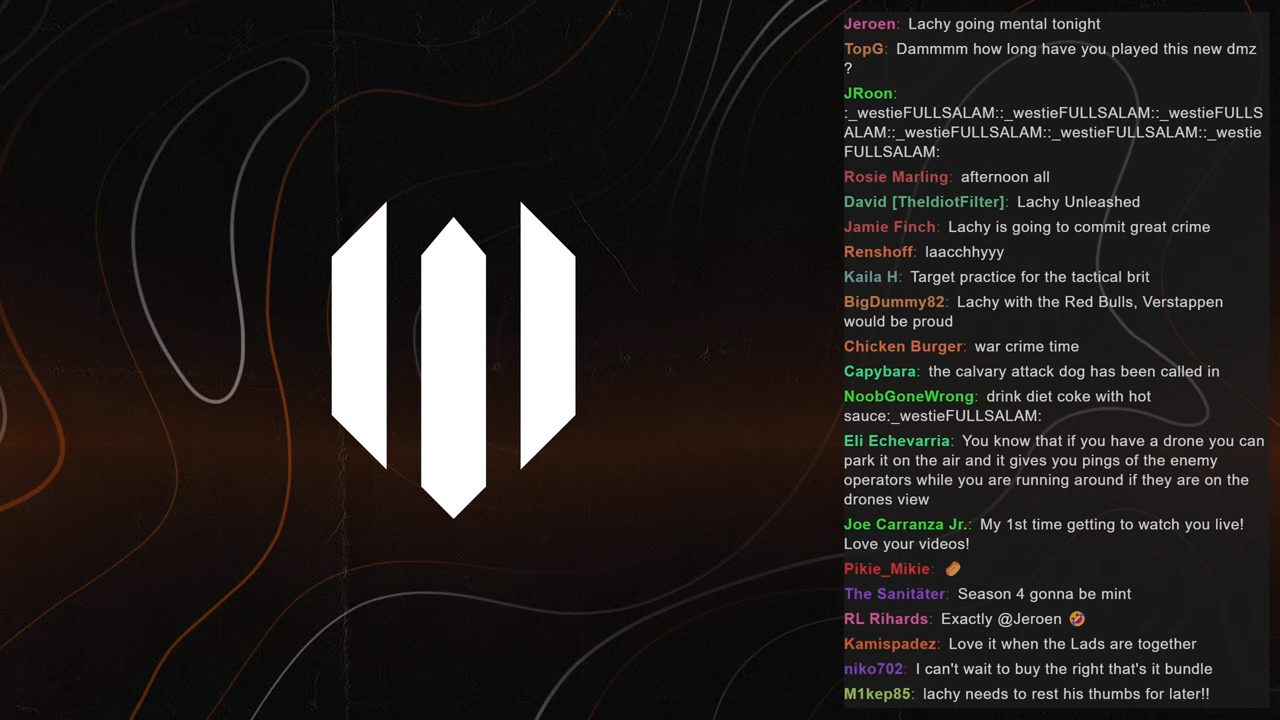 Jeroen: Lachy going mental tonight
TopG: Dammmm how long have you played this new dmz
?
JRoon:
:_westieFULLSALAM::_westieFULLSALAM::_westieFULLS
ALAM::_westieFULLSALAM::_westieFULLSALAM::_westie
FULLSALAM:
Rosie Marling: afternoon all
David [TheIdiotFilter]: Lachy Unleashed
Jamie Finch: Lachy is going to commit great crime
Renshoff: laacchhyyy
Kaila H: Target practice for the tactical brit
BigDummy82: Lachy with the Red Bulls, Verstappen
would be proud
Chicken Burger: war crime time
Capybara: the calvary attack dog has been called in
NoobGoneWrong: drink diet coke with hot
sauce:_westieFULLSALAM:
Eli Echevarria: You know that if you have a drone you can
park it on the air and it gives you pings of the enemy
operators while you are running around if they are on the
drones view
Joe Carranza Jr.: My 1st time getting to watch you live!
Love your videos!
Pikie_Mikie: 🥔
The Sanitäter: Season 4 gonna be mint
RL Rihards: Exactly @Jeroen 🤣
Kamispadez: Love it when the Lads are together
niko702: I can't wait to buy the right that's it bundle
M1kep85: lachy needs to rest his thumbs for later!!